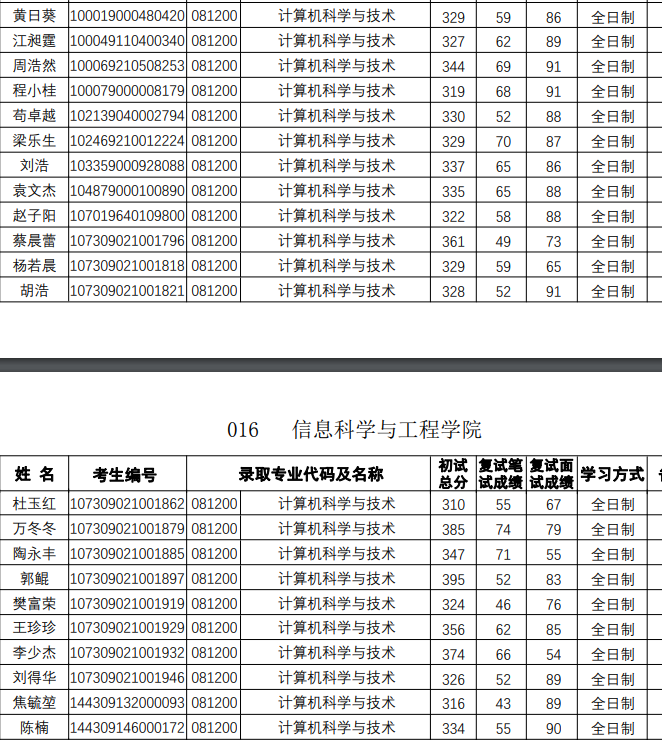 黄日葵 100019000480420 081200 计算机科学与技术 329 59 86 全日制
江昶霆 100049110400340 081200 计算机科学与技术 327 62 89 全日制
周浩然 100069210508253 081200 计算机科学与技术 344 69 91 全日制
程小桂 100079000008179 081200 计算机科学与技术 319 68 91 全日制
苟卓越 102139040002794 081200 计算机科学与技术 330 52 88 全日制
梁乐生 102469210012224 081200 计算机科学与技术 329 70 87 全日制
刘浩 103359000928088 081200 计算机科学与技术 337 65 86 全日制
袁文杰 104879000100890 081200 计算机科学与技术 335 65 88 全日制
赵子阳 107019640109800 081200 计算机科学与技术 322 58 88 全日制
蔡晨蕾 107309021001796 081200 计算机科学与技术 361 49 73 全日制
杨若晨 107309021001818 081200 计算机科学与技术 329 59 65 全日制
胡浩 107309021001821 081200 计算机科学与技术 328 52 91 全日制
016 信息科学与工程学院
姓 名 考生编号 录取专业代码及名称 初试总分 复试笔试成绩 复试面试成绩 学习方式
杜玉红 107309021001862 081200 计算机科学与技术 310 55 67 全日制
万冬冬 107309021001879 081200 计算机科学与技术 385 74 79 全日制
陶永丰 107309021001885 081200 计算机科学与技术 347 71 55 全日制
郭鲲 107309021001897 081200 计算机科学与技术 395 52 83 全日制
樊富荣 107309021001919 081200 计算机科学与技术 324 46 76 全日制
王珍珍 107309021001929 081200 计算机科学与技术 356 62 85 全日制
李少杰 107309021001932 081200 计算机科学与技术 374 66 54 全日制
刘得华 107309021001946 081200 计算机科学与技术 326 52 89 全日制
焦毓堃 144309132000093 081200 计算机科学与技术 316 43 89 全日制
陈楠 144309146000172 081200 计算机科学与技术 334 55 90 全日制